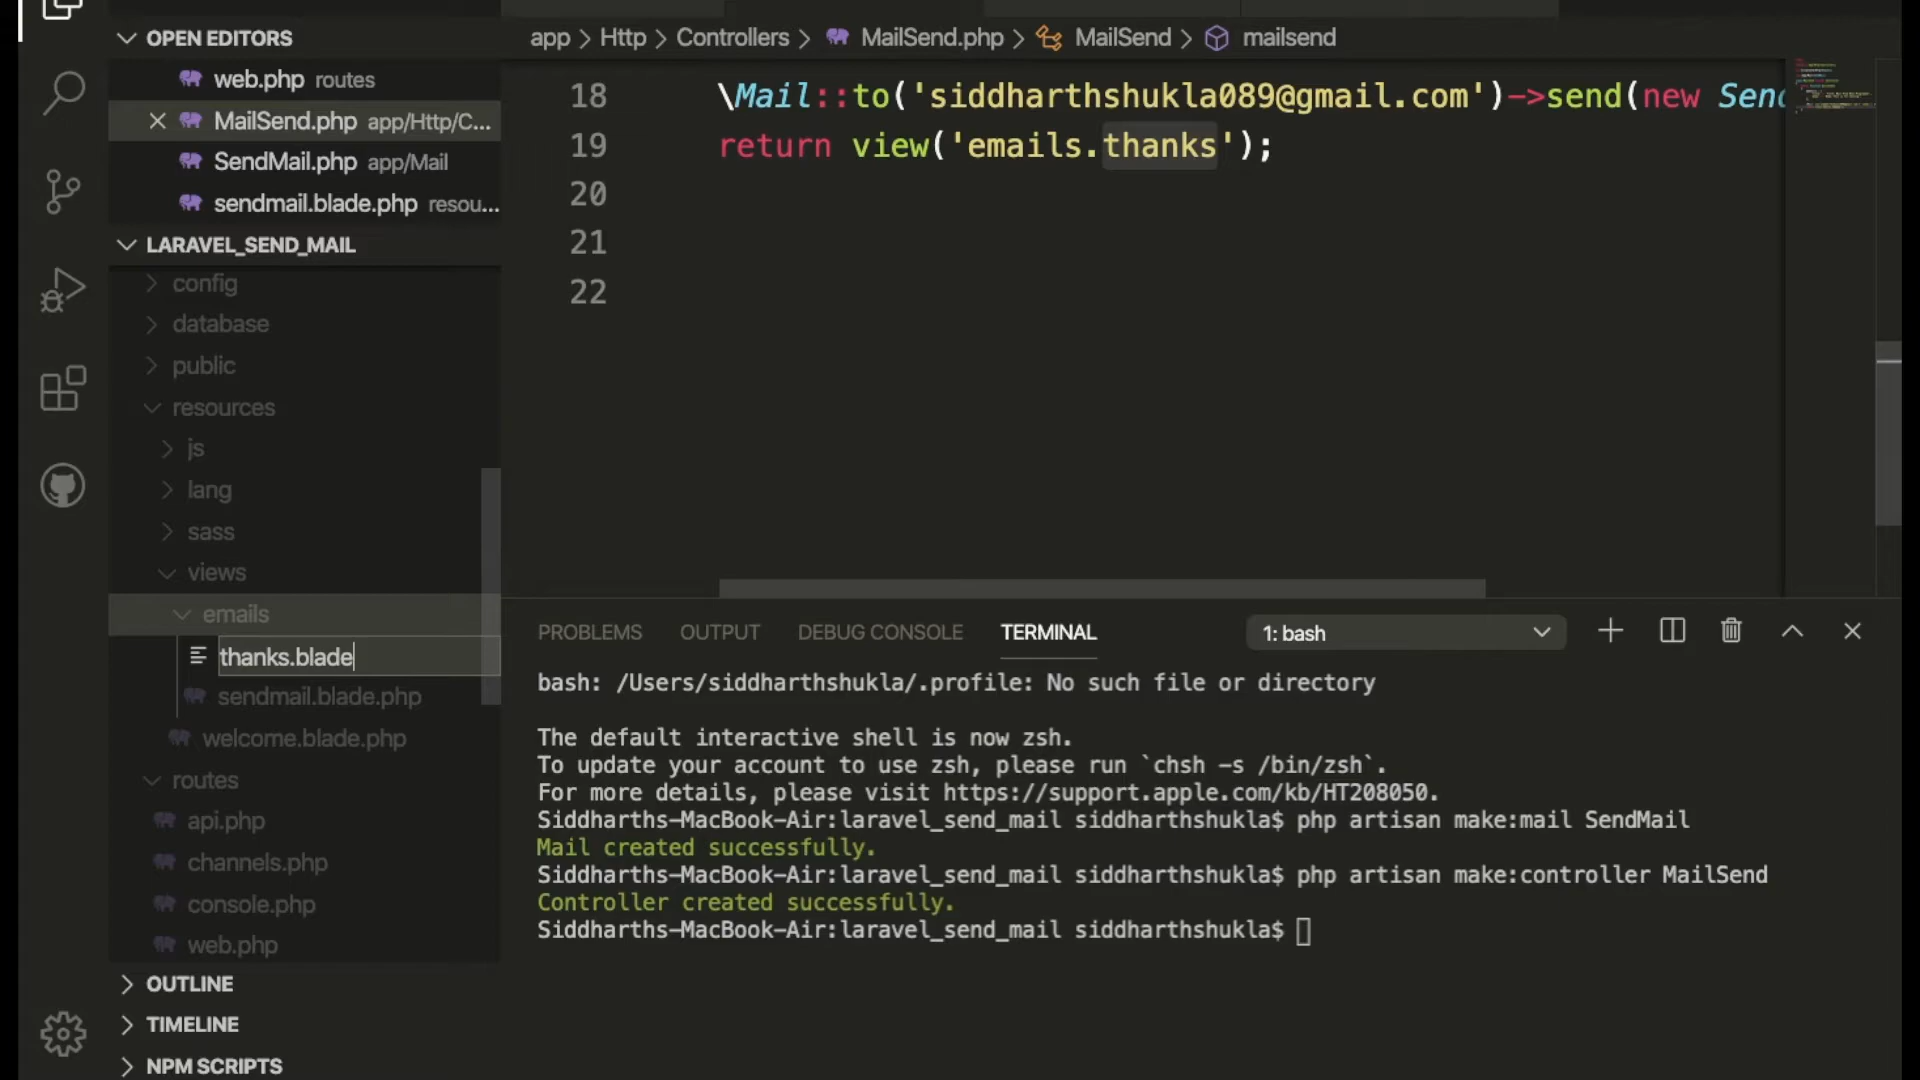 OPEN EDITORS
web.php routes
MailSend.php app/Http/C...
SendMail.php app/Mail
sendmail.blade.php resou...
LARAVEL_SEND_MAIL
config
database
public
resources
js
lang
sass
views
emails
thanks.blade
sendmail.blade.php
welcome.blade.php
routes
api.php
channels.php
console.php
web.php
OUTLINE
TIMELINE
NPM SCRIPTS
app > Http > Controllers > MailSend.php > MailSend > mailsend
18 \Mail::to('siddharthshukla089@gmail.com')->send(new Send
19 return view('emails.thanks');
20
21
22
PROBLEMS OUTPUT DEBUG CONSOLE TERMINAL 1: bash
bash: /Users/siddharthshukla/.profile: No such file or directory
The default interactive shell is now zsh.
To update your account to use zsh, please run `chsh -s /bin/zsh`.
For more details, please visit https://support.apple.com/kb/HT208050.
Siddharths-MacBook-Air:laravel_send_mail siddharthshukla$ php artisan make:mail SendMail
Mail created successfully.
Siddharths-MacBook-Air:laravel_send_mail siddharthshukla$ php artisan make:controller MailSend
Controller created successfully.
Siddharths-MacBook-Air:laravel_send_mail siddharthshukla$